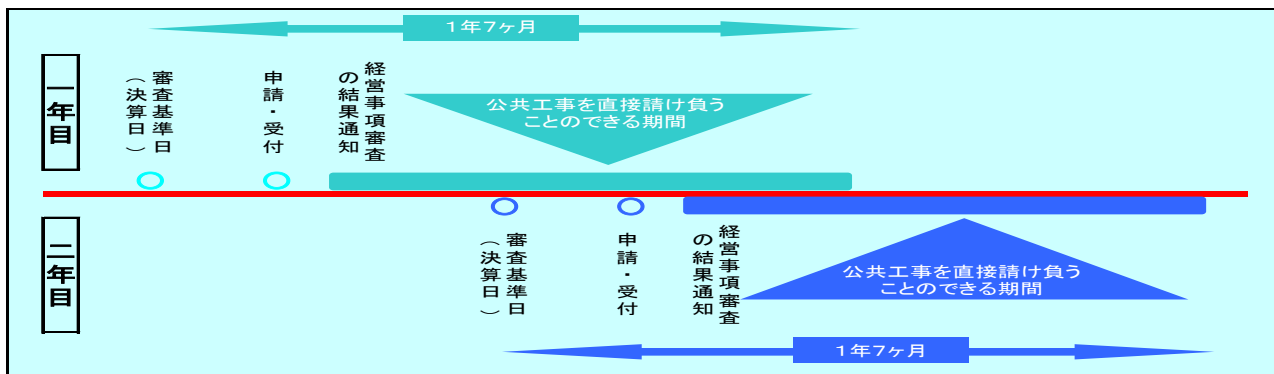 1年7ヶ月
一年目
審査基準日
（決算日）
申請・受付
経営事項審査
の結果通知
公共工事を直接請け負う
ことのできる期間
二年目
審査基準日
（決算日）
申請・受付
経営事項審査
の結果通知
公共工事を直接請け負う
ことのできる期間
1年7ヶ月